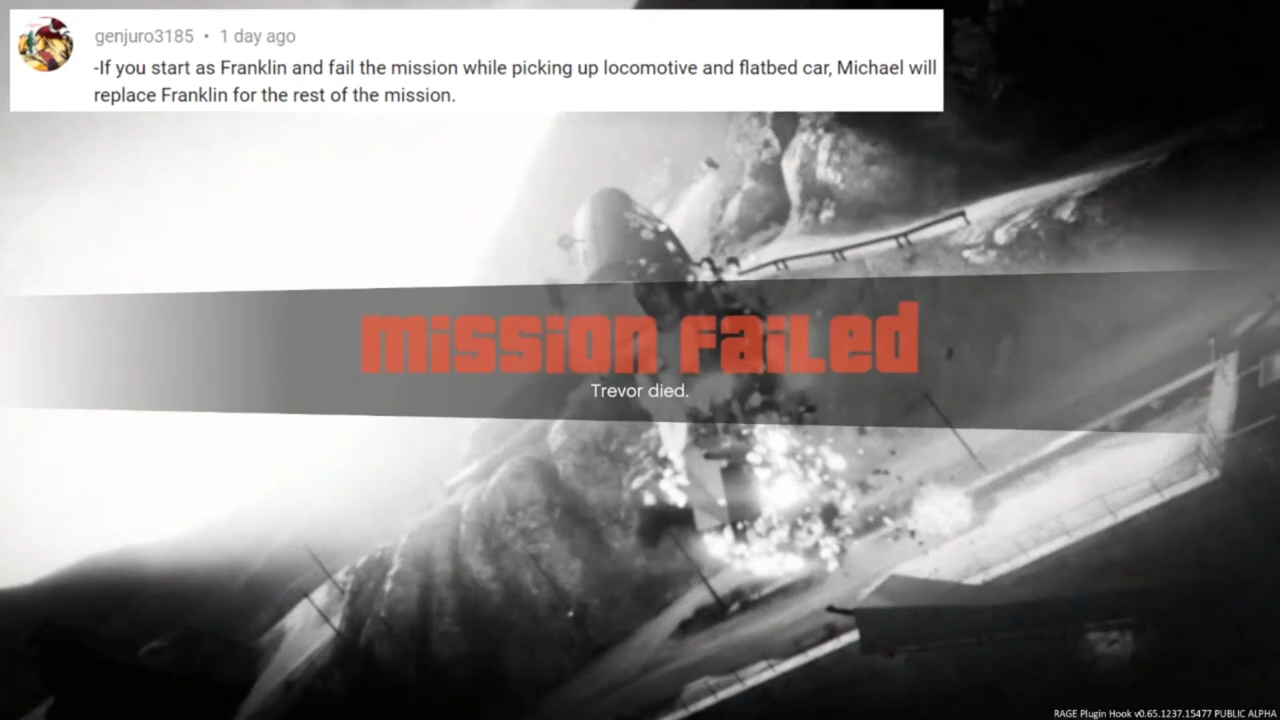 genjuro3185 • 1 day ago
-If you start as Franklin and fail the mission while picking up locomotive and flatbed car, Michael will
replace Franklin for the rest of the mission.
mission failed
Trevor died.
RAGE Plugin Hook v0.65.1237.15477 PUBLIC ALPHA